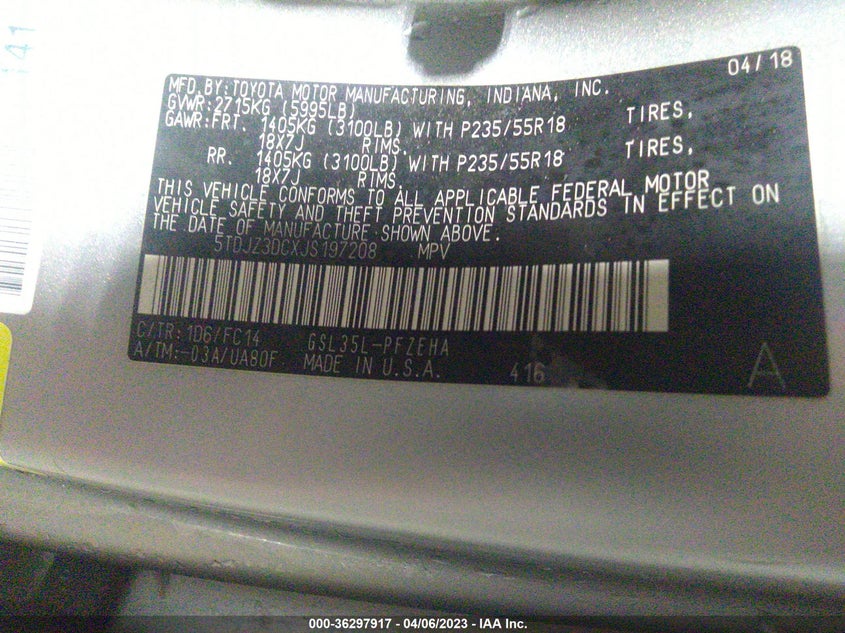 141
04/18
MFD.BY:TOYOTA MOTOR MANUFACTURING, INDIANA, INC.
GVWR:2715KG (5995LB)
GAWR:FRT. 1405KG (3100LB) WITH P235/55R18 TIRES,
18X7J RIMS.
RR. 1405KG (3100LB) WITH P235/55R18 TIRES,
18X7J RIMS.
THIS VEHICLE CONFORMS TO ALL APPLICABLE FEDERAL MOTOR
VEHICLE SAFETY AND THEFT PREVENTION STANDARDS IN EFFECT ON
THE DATE OF MANUFACTURE SHOWN ABOVE.
5TDJZ3DCXJS197208 MPV
C/TR:1D6/FC14 GSL35L-PFZEHA
A/TM:-03A/UA80F MADE IN U.S.A. 416 A
000-36297917 - 04/06/2023 - IAA Inc.